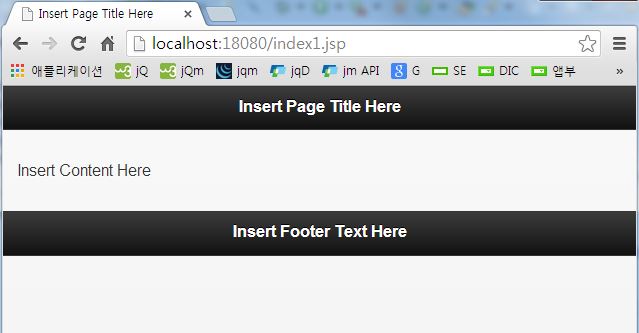 Insert Page Title Here
localhost:18080/index1.jsp
애플리케이션 jQ jQm jqm jqD jm API G SE DIC 앱부 »
Insert Page Title Here
Insert Content Here
Insert Footer Text Here